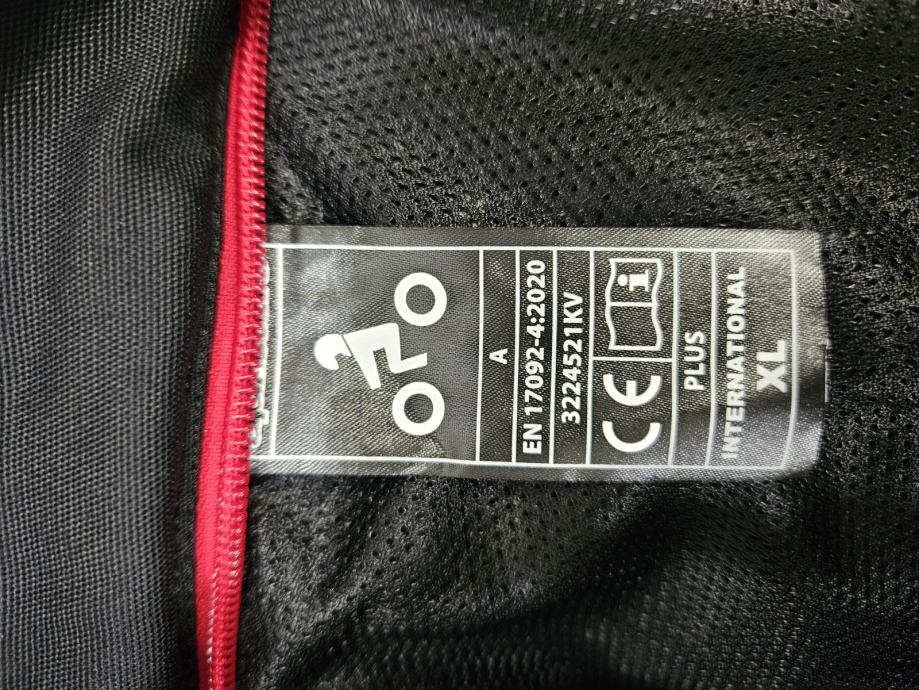 A
EN 17092-4:2020
3224521KV
CE i
PLUS
INTERNATIONAL
XL